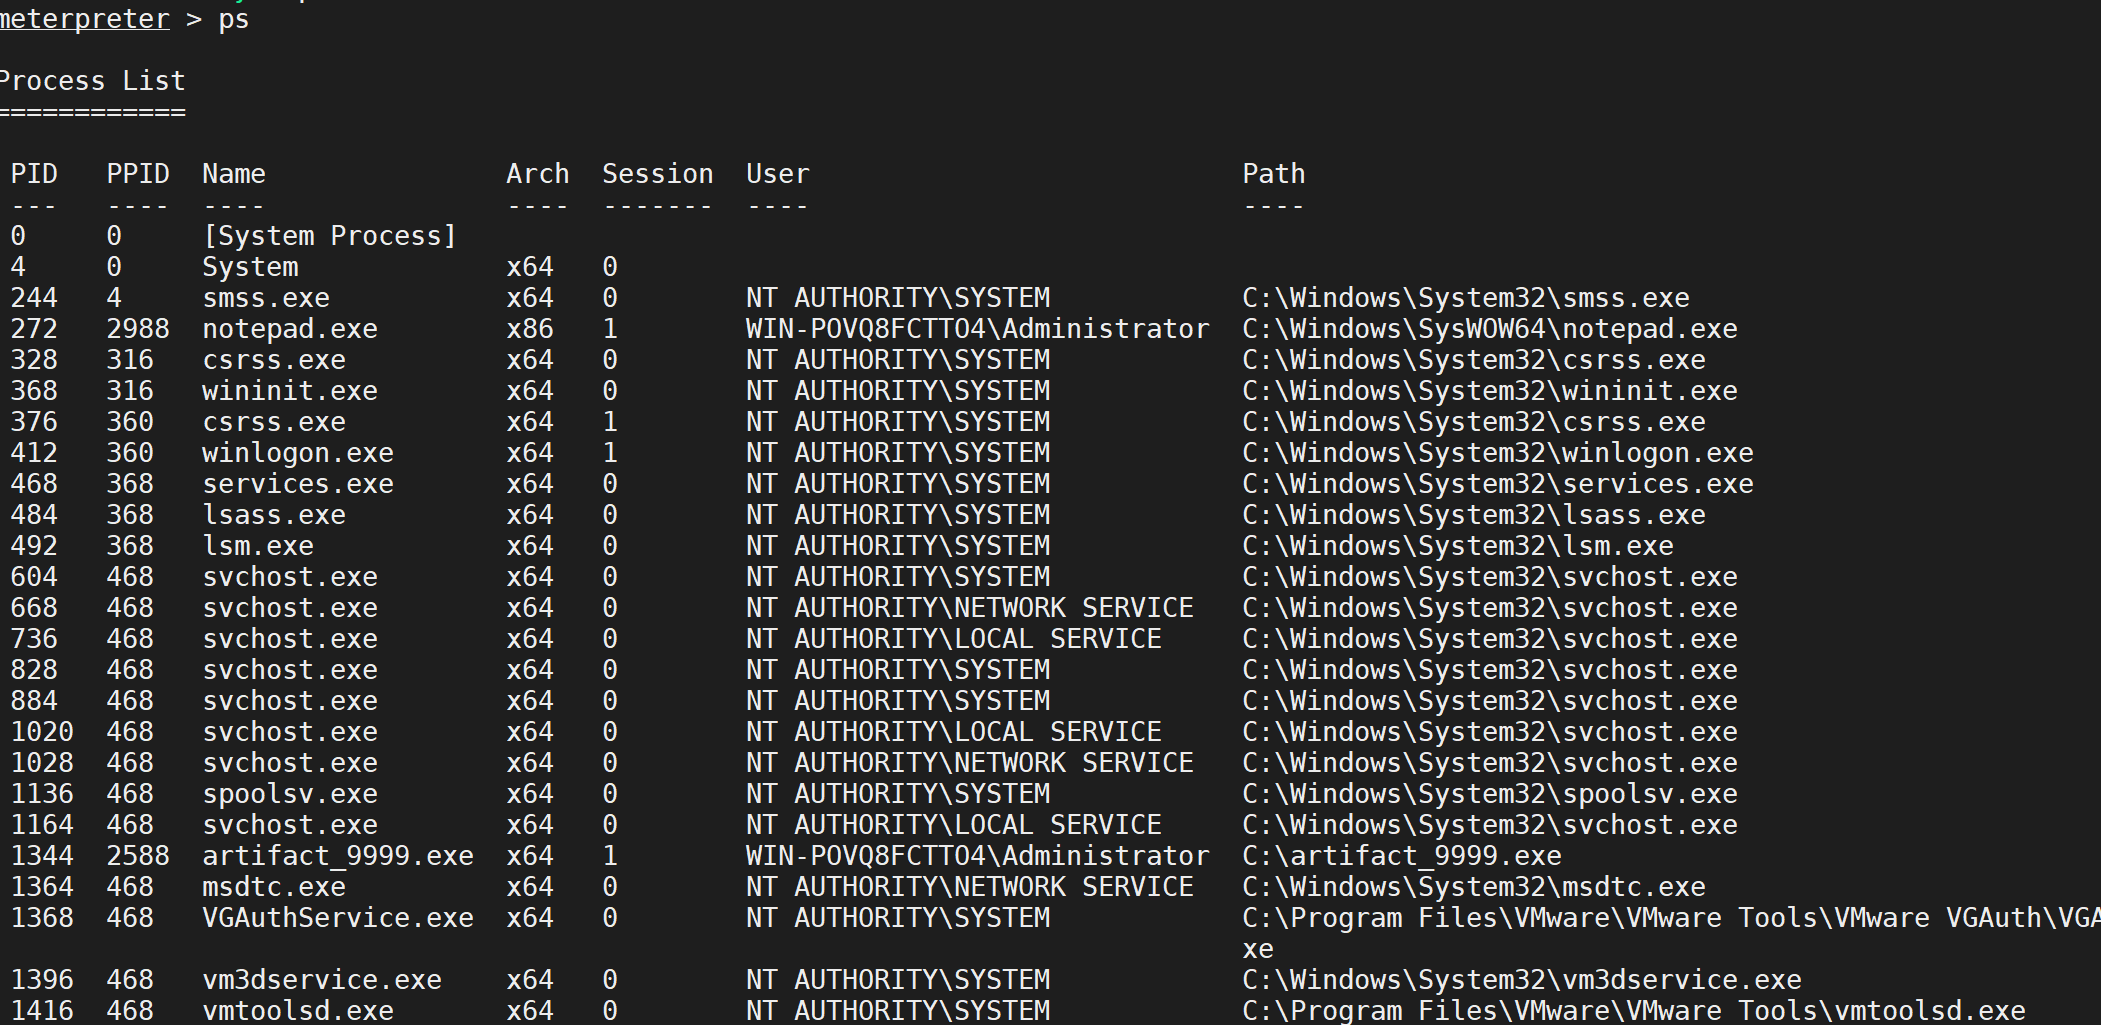 meterpreter > ps
Process List
============
PID PPID Name Arch Session User Path
--- ---- ---- ---- ------- ---- ----
0 0 [System Process]
4 0 System x64 0
244 4 smss.exe x64 0 NT AUTHORITY\SYSTEM C:\Windows\System32\smss.exe
272 2988 notepad.exe x86 1 WIN-POVQ8FCTTO4\Administrator C:\Windows\SysWOW64\notepad.exe
328 316 csrss.exe x64 0 NT AUTHORITY\SYSTEM C:\Windows\System32\csrss.exe
368 316 wininit.exe x64 0 NT AUTHORITY\SYSTEM C:\Windows\System32\wininit.exe
376 360 csrss.exe x64 1 NT AUTHORITY\SYSTEM C:\Windows\System32\csrss.exe
412 360 winlogon.exe x64 1 NT AUTHORITY\SYSTEM C:\Windows\System32\winlogon.exe
468 368 services.exe x64 0 NT AUTHORITY\SYSTEM C:\Windows\System32\services.exe
484 368 lsass.exe x64 0 NT AUTHORITY\SYSTEM C:\Windows\System32\lsass.exe
492 368 lsm.exe x64 0 NT AUTHORITY\SYSTEM C:\Windows\System32\lsm.exe
604 468 svchost.exe x64 0 NT AUTHORITY\SYSTEM C:\Windows\System32\svchost.exe
668 468 svchost.exe x64 0 NT AUTHORITY\NETWORK SERVICE C:\Windows\System32\svchost.exe
736 468 svchost.exe x64 0 NT AUTHORITY\LOCAL SERVICE C:\Windows\System32\svchost.exe
828 468 svchost.exe x64 0 NT AUTHORITY\SYSTEM C:\Windows\System32\svchost.exe
884 468 svchost.exe x64 0 NT AUTHORITY\SYSTEM C:\Windows\System32\svchost.exe
1020 468 svchost.exe x64 0 NT AUTHORITY\LOCAL SERVICE C:\Windows\System32\svchost.exe
1028 468 svchost.exe x64 0 NT AUTHORITY\NETWORK SERVICE C:\Windows\System32\svchost.exe
1136 468 spoolsv.exe x64 0 NT AUTHORITY\SYSTEM C:\Windows\System32\spoolsv.exe
1164 468 svchost.exe x64 0 NT AUTHORITY\LOCAL SERVICE C:\Windows\System32\svchost.exe
1344 2588 artifact_9999.exe x64 1 WIN-POVQ8FCTTO4\Administrator C:\artifact_9999.exe
1364 468 msdtc.exe x64 0 NT AUTHORITY\NETWORK SERVICE C:\Windows\System32\msdtc.exe
1368 468 VGAuthService.exe x64 0 NT AUTHORITY\SYSTEM C:\Program Files\VMware\VMware Tools\VMware VGAuth\VGA
xe
1396 468 vm3dservice.exe x64 0 NT AUTHORITY\SYSTEM C:\Windows\System32\vm3dservice.exe
1416 468 vmtoolsd.exe x64 0 NT AUTHORITY\SYSTEM C:\Program Files\VMware\VMware Tools\vmtoolsd.exe